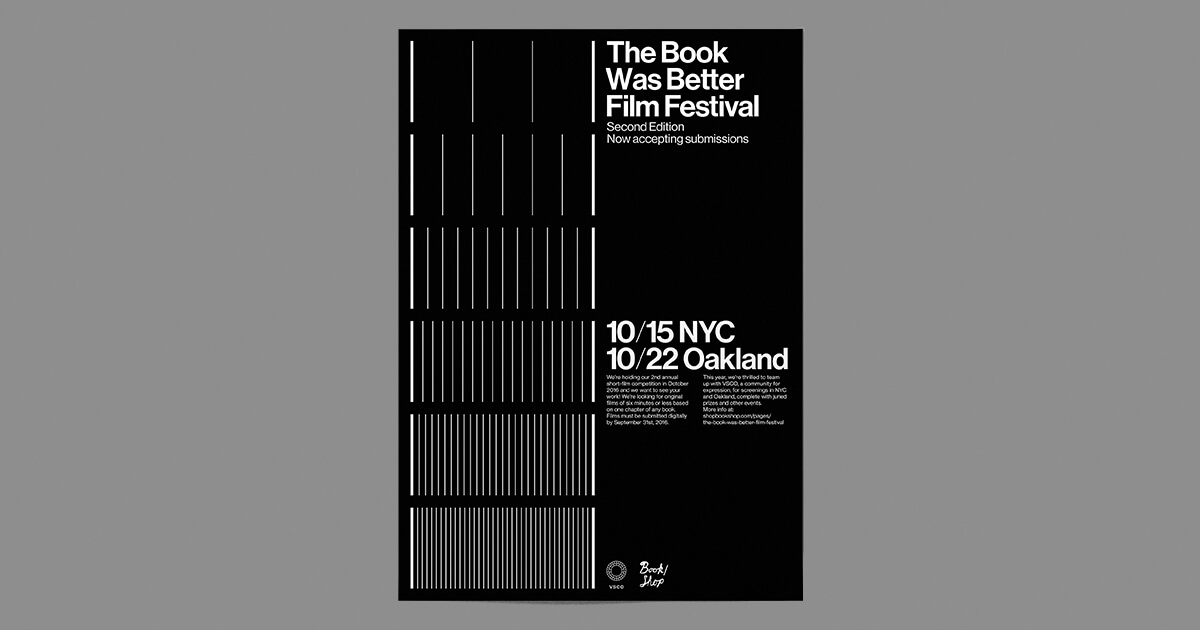 The Book
Was Better
Film Festival
Second Edition
Now accepting submissions
10/15 NYC
10/22 Oakland
We're holding our 2nd annual
short-film competition in October
2016 and we want to see your
work! We're looking for original
films of six minutes or less based
on one chapter of any book.
Films must be submitted digitally
by September 31st, 2016.
This year, we're thrilled to team
up with VSCO, a community for
expression, for screenings in NYC
and Oakland, complete with juried
prizes and other events.
More info at:
shopbookshop.com/pages/
the-book-was-better-film-festival
VSCO
Book/
Shop